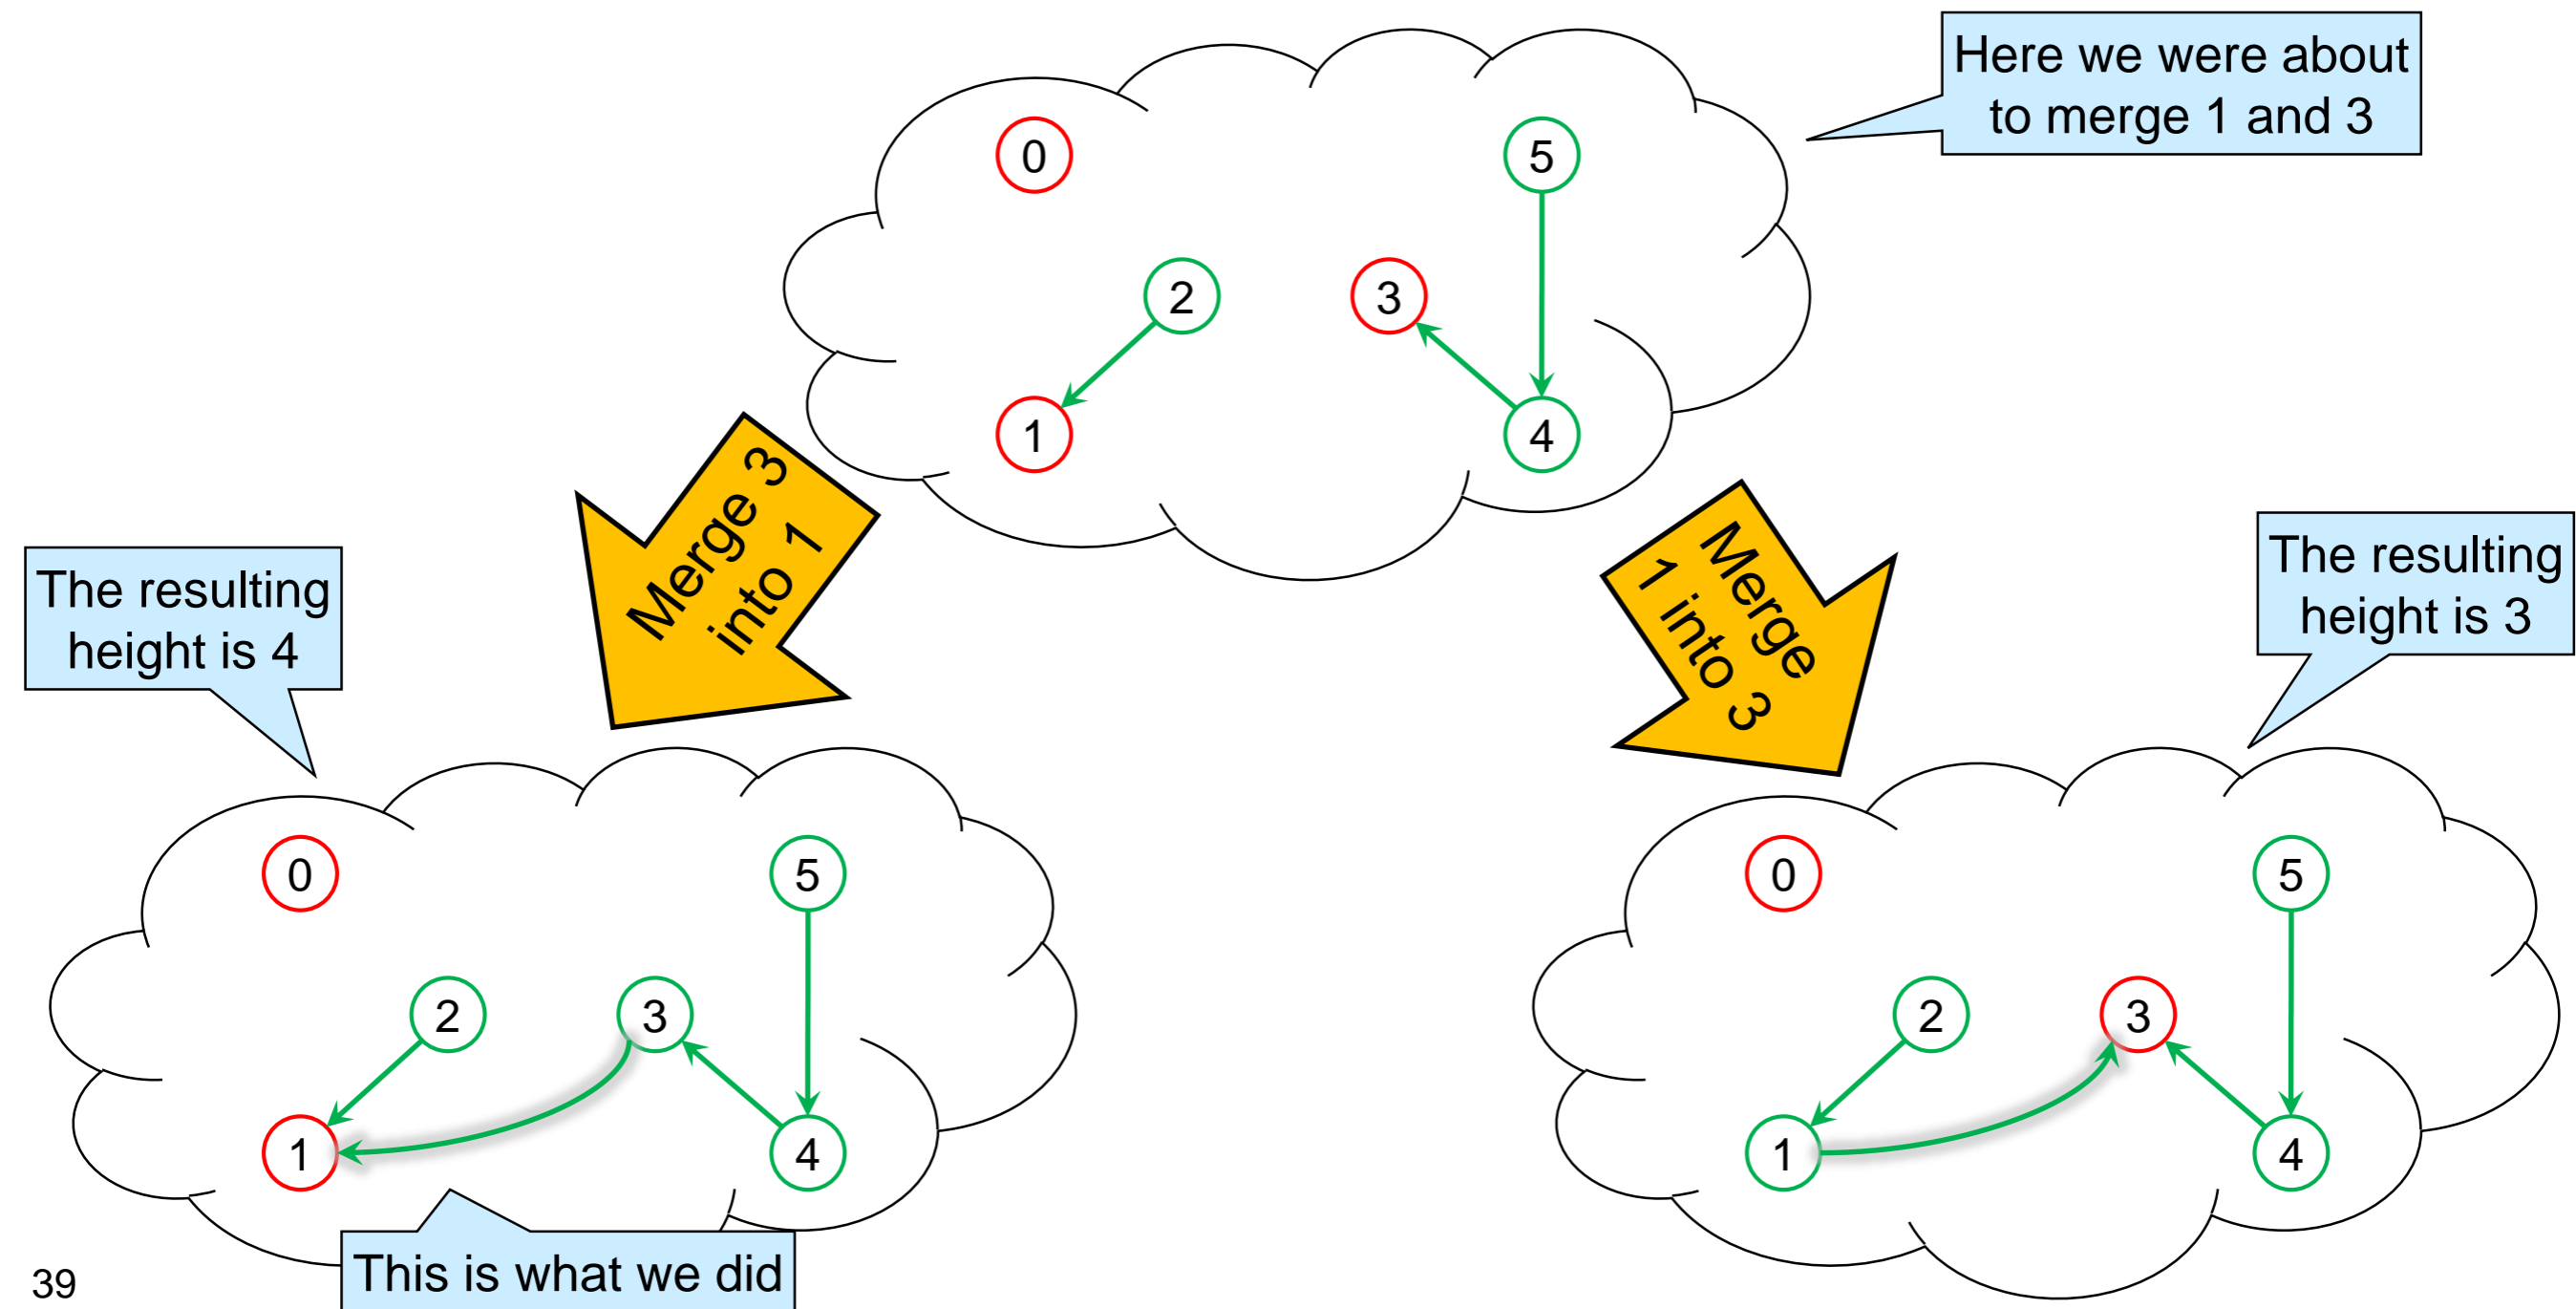 Here we were about
to merge 1 and 3
0
5
2
3
1
4
Merge 3
into 1
Merge
1 into 3
The resulting
height is 4
The resulting
height is 3
0
5
2
3
1
4
This is what we did
0
5
2
3
1
4
39